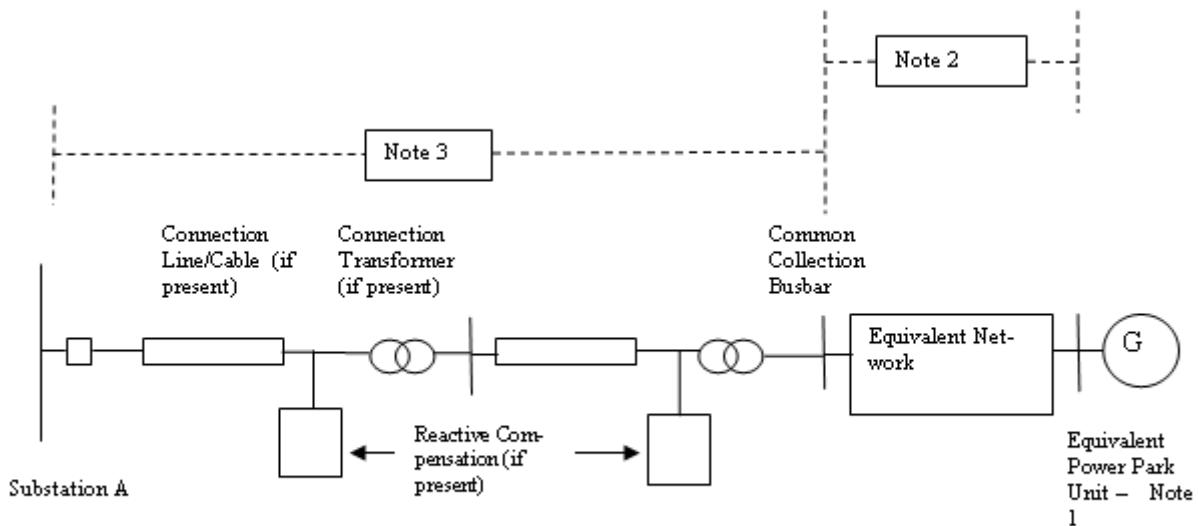 Note 2
Note 3
Connection
Line/Cable (if
present)
Connection
Transformer
(if present)
Common
Collection
Busbar
Equivalent Net-
work
G
Reactive Com-
pensation (if
present)
Substation A
Equivalent
Power Park
Unit – Note
1